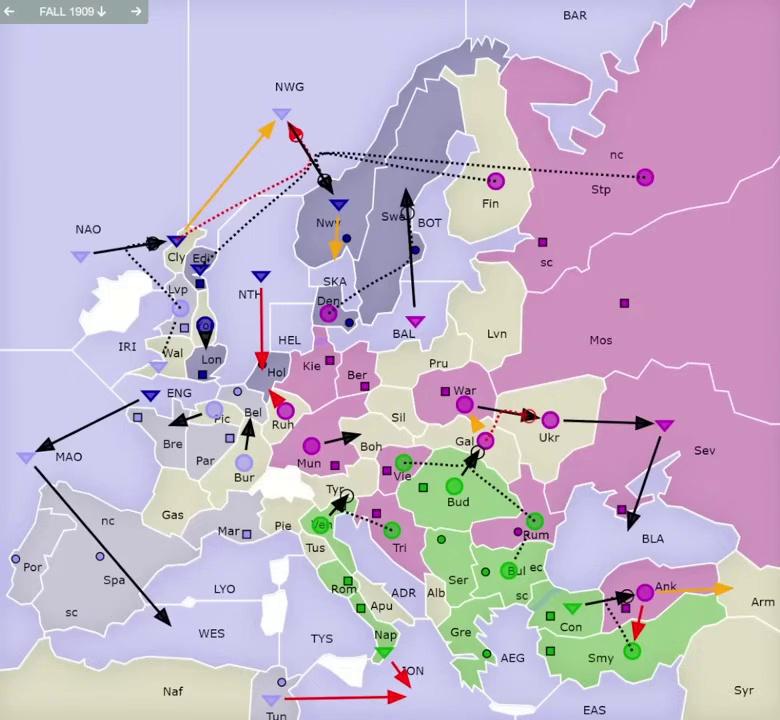 FALL 1909
BAR
NWG
nc
Stp
Fin
NAO
Nwy
Swe
BOT
Cly
Edi
sc
SKA
NTH
Den
Lvp
Mos
IRI
Wal
Lon
HEL
BAL
Lvn
Hol
Kie
Ber
Pru
ENG
Pic
Bel
Ruh
War
Sil
Bre
Gal
Ukr
MAO
Par
Mun
Boh
Sev
Bur
Vie
Bud
Tyr
nc
Gas
Mar
Pie
Ven
Tri
Rum
BLA
Tus
Por
Spa
Bul
ec
Ser
sc
Ank
LYO
Rom
ADR
Alb
Arm
Apu
Con
sc
WES
TYS
Nap
Gre
ION
AEG
Smy
Syr
Naf
Tun
EAS